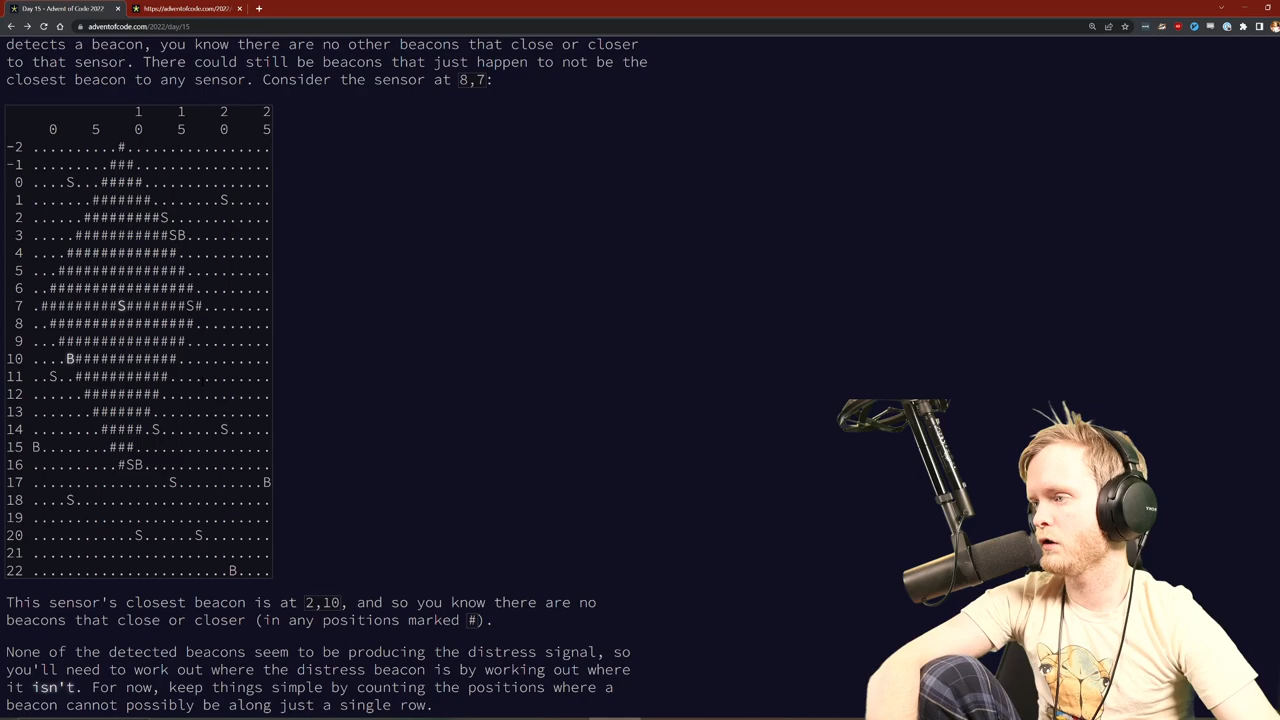 Day 15 - Advent of Code 2022
https://adventofcode.com/2022/
adventofcode.com/2022/day/15
detects a beacon, you know there are no other beacons that close or closer
to that sensor. There could still be beacons that just happen to not be the
closest beacon to any sensor. Consider the sensor at 8,7:
1 1 2 2
0 5 0 5 0 5
-2 ..........#.................
-1 .........###................
0 ....S...#####...............
1 .......#######........S.....
2 ......#########S............
3 .....###########SB..........
4 ....#############...........
5 ...###############..........
6 ..#################.........
7 .#########S#######S#........
8 ..#################.........
9 ...###############..........
10 ....B############...........
11 ..S..###########............
12 ......#########.............
13 .......#######..............
14 ........#####.S.......S.....
15 B........###................
16 ..........#SB...............
17 ................S..........B
18 ....S.......................
19 ............................
20 ............S......S........
21 ............................
22 .......................B....
This sensor's closest beacon is at 2,10, and so you know there are no
beacons that close or closer (in any positions marked #).
None of the detected beacons seem to be producing the distress signal, so
you'll need to work out where the distress beacon is by working out where
it isn't. For now, keep things simple by counting the positions where a
beacon cannot possibly be along just a single row.